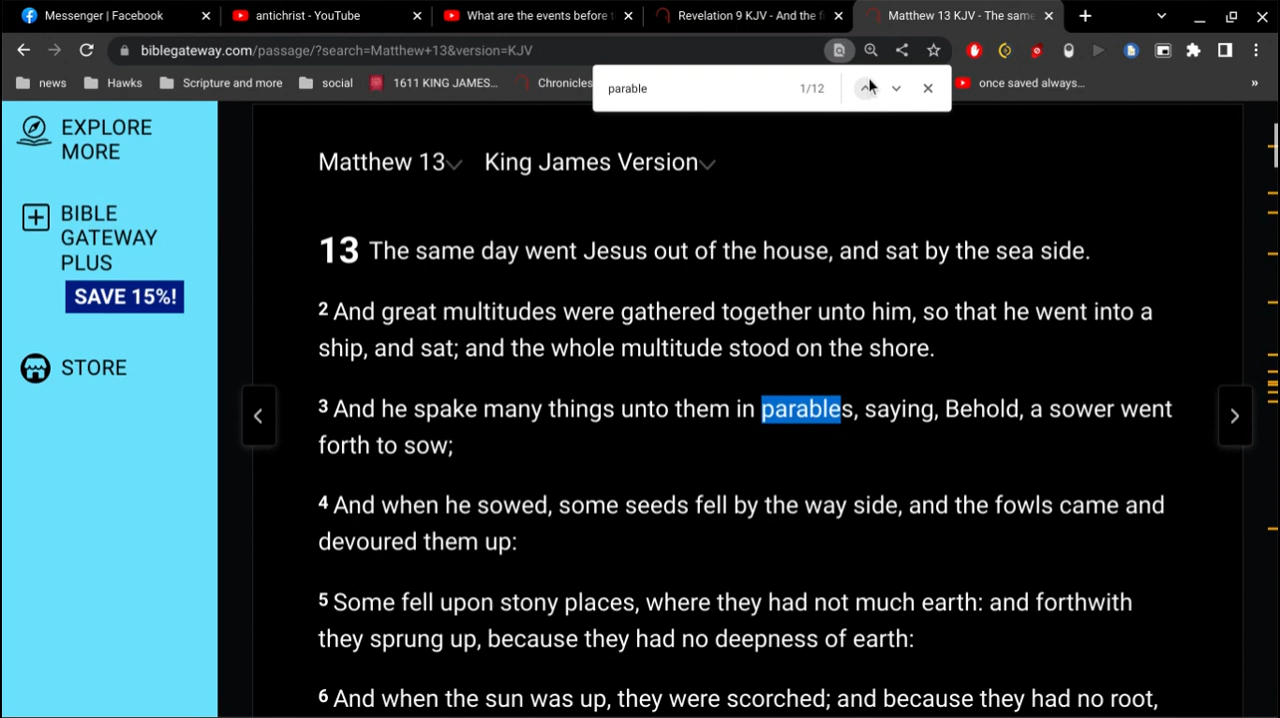 Messenger | Facebook
antichrist - YouTube
What are the events before t
Revelation 9 KJV - And the f
Matthew 13 KJV - The same
biblegateway.com/passage/?search=Matthew+13&version=KJV
news
Hawks
Scripture and more
social
1611 KING JAMES...
Chronicles
once saved always...
»
parable
1/12
EXPLORE
MORE
BIBLE
GATEWAY
PLUS
SAVE 15%!
STORE
Matthew 13 King James Version
13 The same day went Jesus out of the house, and sat by the sea side.
2 And great multitudes were gathered together unto him, so that he went into a
ship, and sat; and the whole multitude stood on the shore.
3 And he spake many things unto them in parables, saying, Behold, a sower went
forth to sow;
4 And when he sowed, some seeds fell by the way side, and the fowls came and
devoured them up:
5 Some fell upon stony places, where they had not much earth: and forthwith
they sprung up, because they had no deepness of earth:
6 And when the sun was up, they were scorched; and because they had no root,